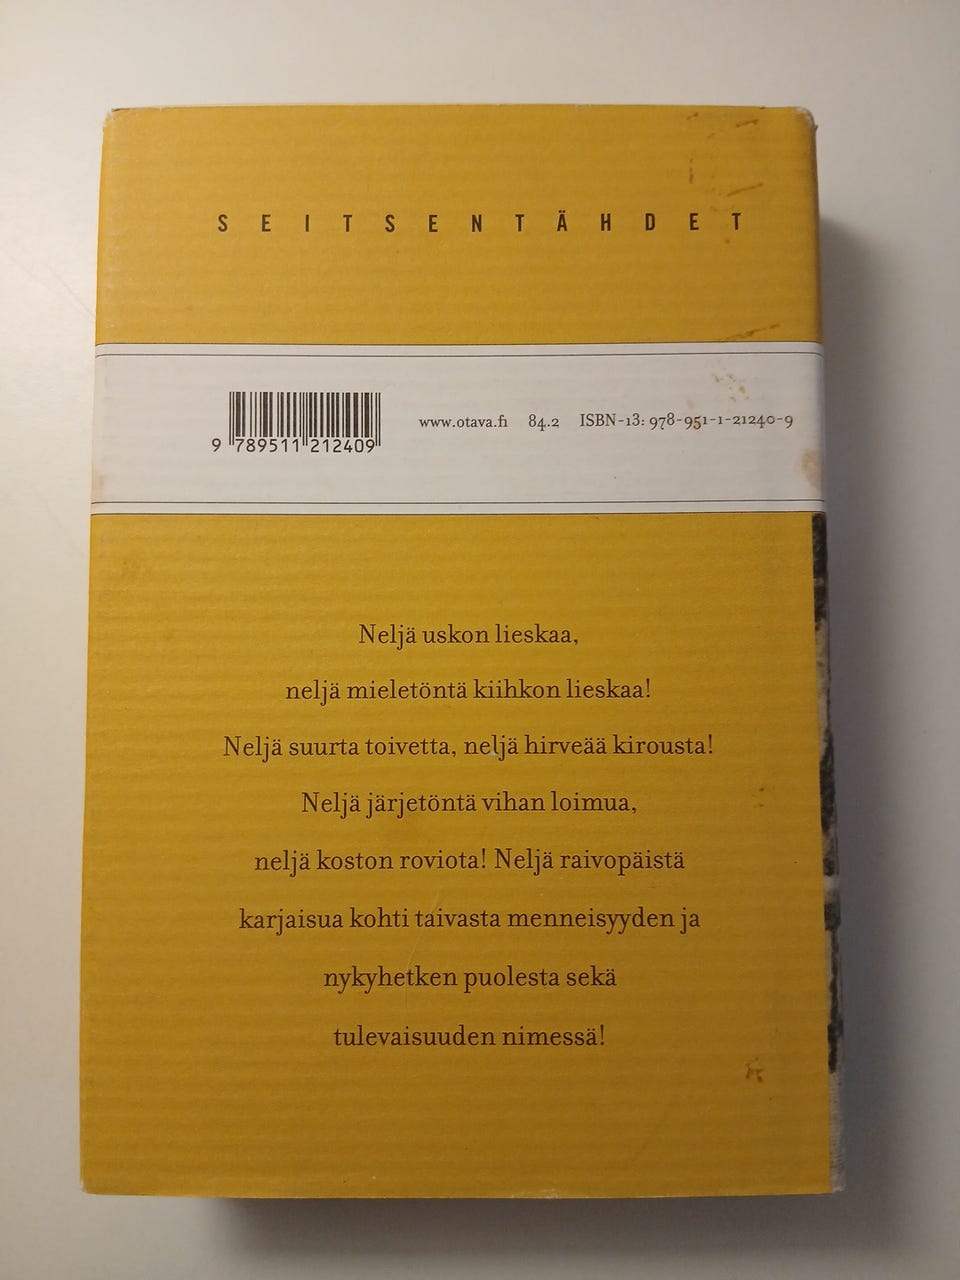 SEITSENTÄHDET
www.otava.fi 84.2 ISBN-13: 978-951-1-21240-9
9 789511 212409
Neljä uskon lieskaa,
neljä mieletöntä kiihkon lieskaa!
Neljä suurta toivetta, neljä hirveää kirousta!
Neljä järjetöntä vihan loimua,
neljä koston roviota! Neljä raivopäistä
karjaisua kohti taivasta menneisyyden ja
nykyhetken puolesta sekä
tulevaisuuden nimessä!